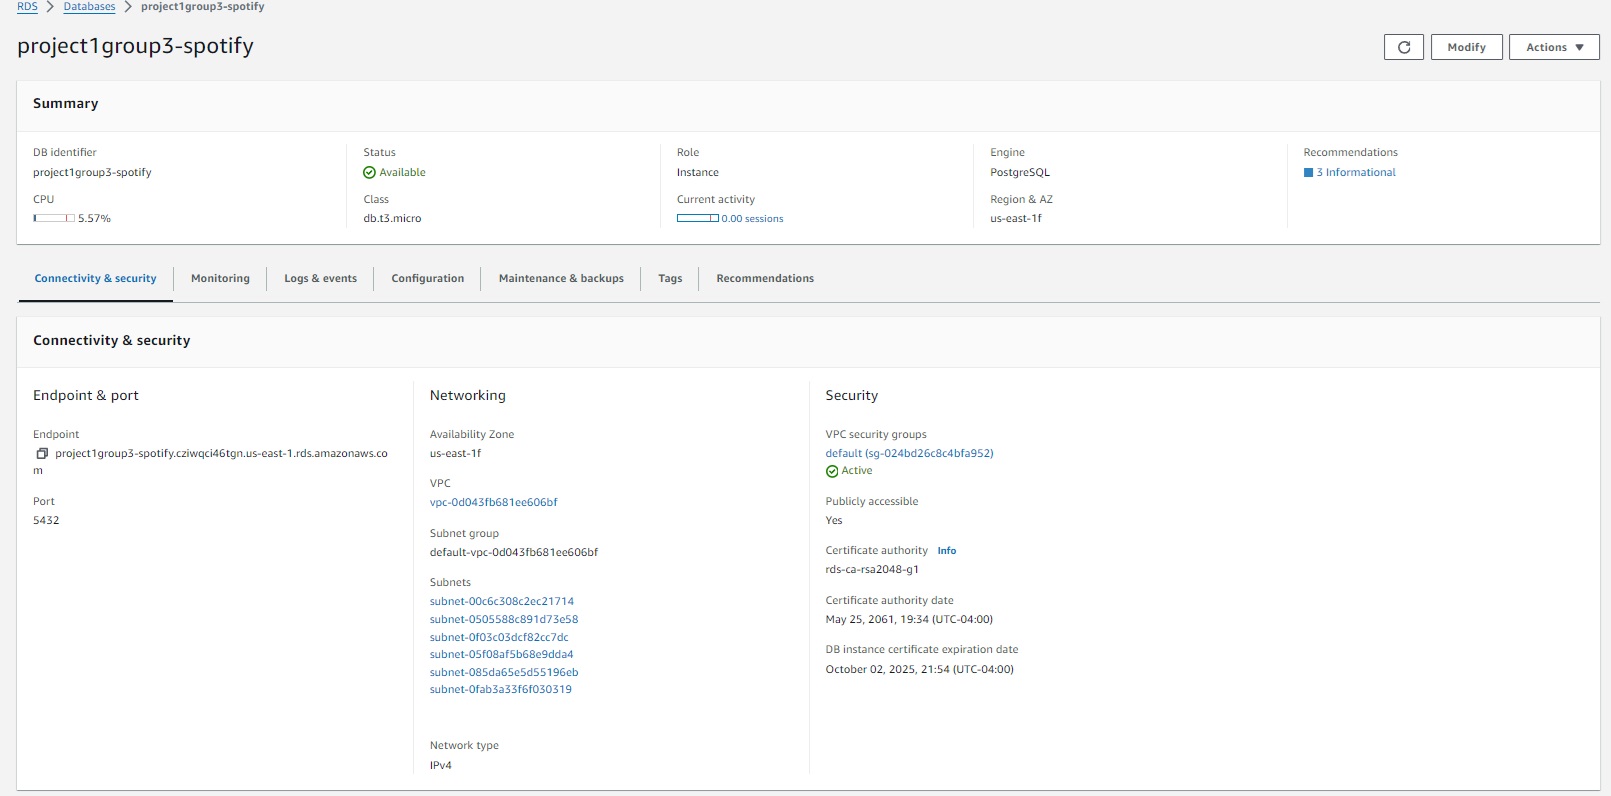 RDS > Databases > project1group3-spotify
project1group3-spotify
Modify
Actions
Summary
DB identifier
project1group3-spotify
Status
Available
Role
Instance
Engine
PostgreSQL
Recommendations
3 Informational
CPU
5.57%
Class
db.t3.micro
Current activity
0.00 sessions
Region & AZ
us-east-1f
Connectivity & security
Monitoring
Logs & events
Configuration
Maintenance & backups
Tags
Recommendations
Connectivity & security
Endpoint & port
Endpoint
project1group3-spotify.cziwqci46tgn.us-east-1.rds.amazonaws.co
m
Port
5432
Networking
Availability Zone
us-east-1f
VPC
vpc-0d043fb681ee606bf
Subnet group
default-vpc-0d043fb681ee606bf
Subnets
subnet-00c6c308c2ec21714
subnet-0505588c891d73e58
subnet-0f03c03dcf82cc7dc
subnet-05f08af5b68e9dda4
subnet-085da65e5d55196eb
subnet-0fab3a33f6f030319
Network type
IPv4
Security
VPC security groups
default (sg-024bd26c8c4bfa952)
Active
Publicly accessible
Yes
Certificate authority Info
rds-ca-rsa2048-g1
Certificate authority date
May 25, 2061, 19:34 (UTC-04:00)
DB instance certificate expiration date
October 02, 2025, 21:54 (UTC-04:00)